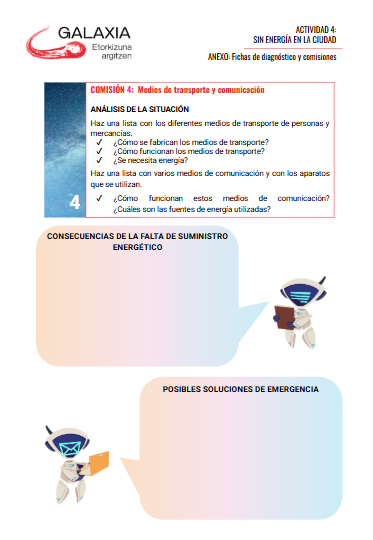 GALAXIA
Etorkizuna
argitzen
ACTIVIDAD 4:
SIN ENERGÍA EN LA CIUDAD
ANEXO: Fichas de diagnóstico y comisiones
COMISIÓN 4: Medios de transporte y comunicación
ANÁLISIS DE LA SITUACIÓN
Haz una lista con los diferentes medios de transporte de personas y
mercancías.
✓ ¿Cómo se fabrican los medios de transporte?
✓ ¿Cómo funcionan los medios de transporte?
✓ ¿Se necesita energía?
Haz una lista con varios medios de comunicación y con los aparatos
que se utilizan.
✓ ¿Cómo funcionan estos medios de comunicación?
¿Cuáles son las fuentes de energía utilizadas?
4
CONSECUENCIAS DE LA FALTA DE SUMINISTRO
ENERGÉTICO
POSIBLES SOLUCIONES DE EMERGENCIA